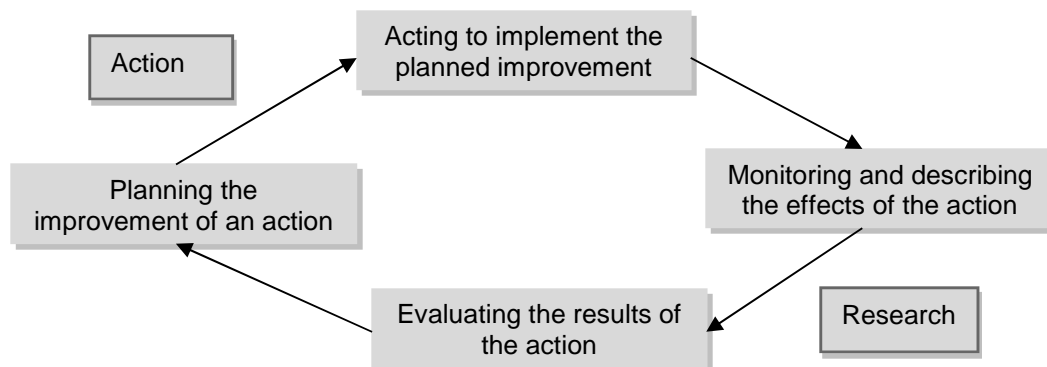 Action
Acting to implement the
planned improvement
Planning the
improvement of an action
Monitoring and describing
the effects of the action
Evaluating the results of
the action
Research